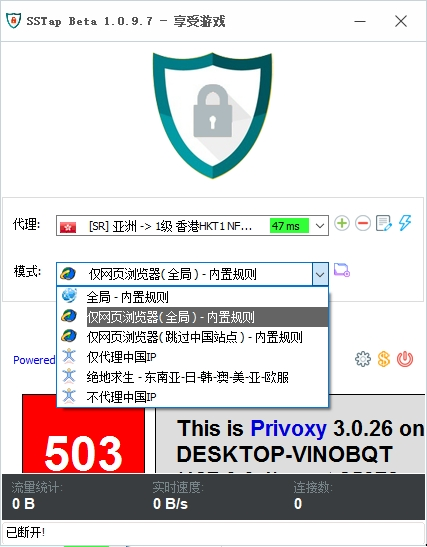 SSTap Beta 1.0.9.7 - 享受游戏
代理: [SR] 亚洲 -> 1级 香港HKT1 NF... 47 ms
模式: 仅网页浏览器(全局) - 内置规则
全局 - 内置规则
仅网页浏览器(全局) - 内置规则
仅网页浏览器(跳过中国站点) - 内置规则
仅代理中国IP
绝地求生 - 东南亚-日-韩-澳-美-亚-欧服
不代理中国IP
Powered
503
This is Privoxy 3.0.26 on
DESKTOP-VINOBQT
流量统计: 实时速度: 连接数:
0 B 0 B/s 0
已断开!